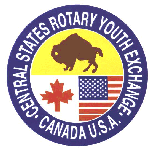 CENTRAL STATES ROTARY YOUTH EXCHANGE
• CANADA U.S.A. •